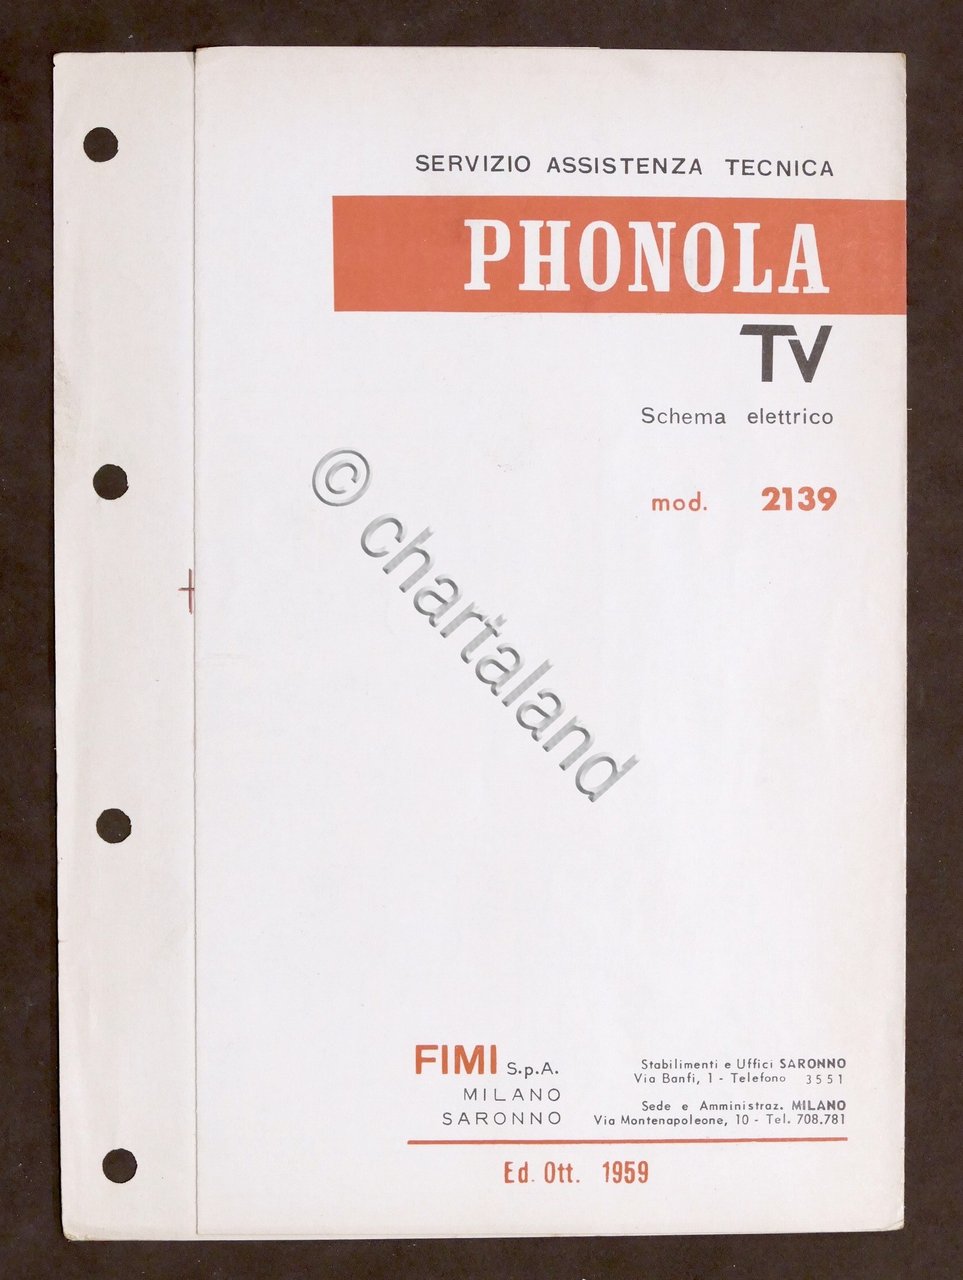 SERVIZIO ASSISTENZA TECNICA
PHONOLA
TV
Schema elettrico
mod. 2139
© chartaland
FIMI S.p.A.
MILANO
SARONNO
Stabilimenti e Uffici SARONNO
Via Banfi, 1 - Telefono 3551
Sede e Amministraz. MILANO
Via Montenapoleone, 10 - Tel. 708.781
Ed. Ott. 1959